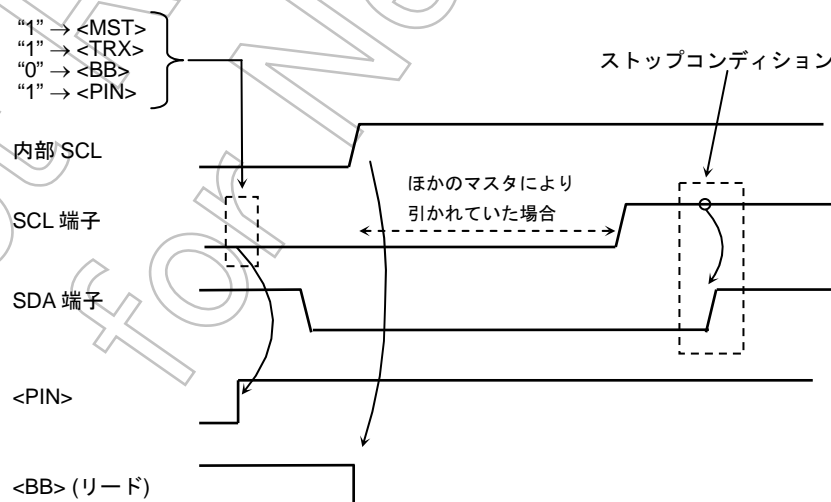 “1” → <MST>
“1” → <TRX>
“0” → <BB>
“1” → <PIN>
ストップコンディション
内部 SCL
ほかのマスタにより
引かれていた場合
SCL 端子
SDA 端子
<PIN>
<BB> (リード)